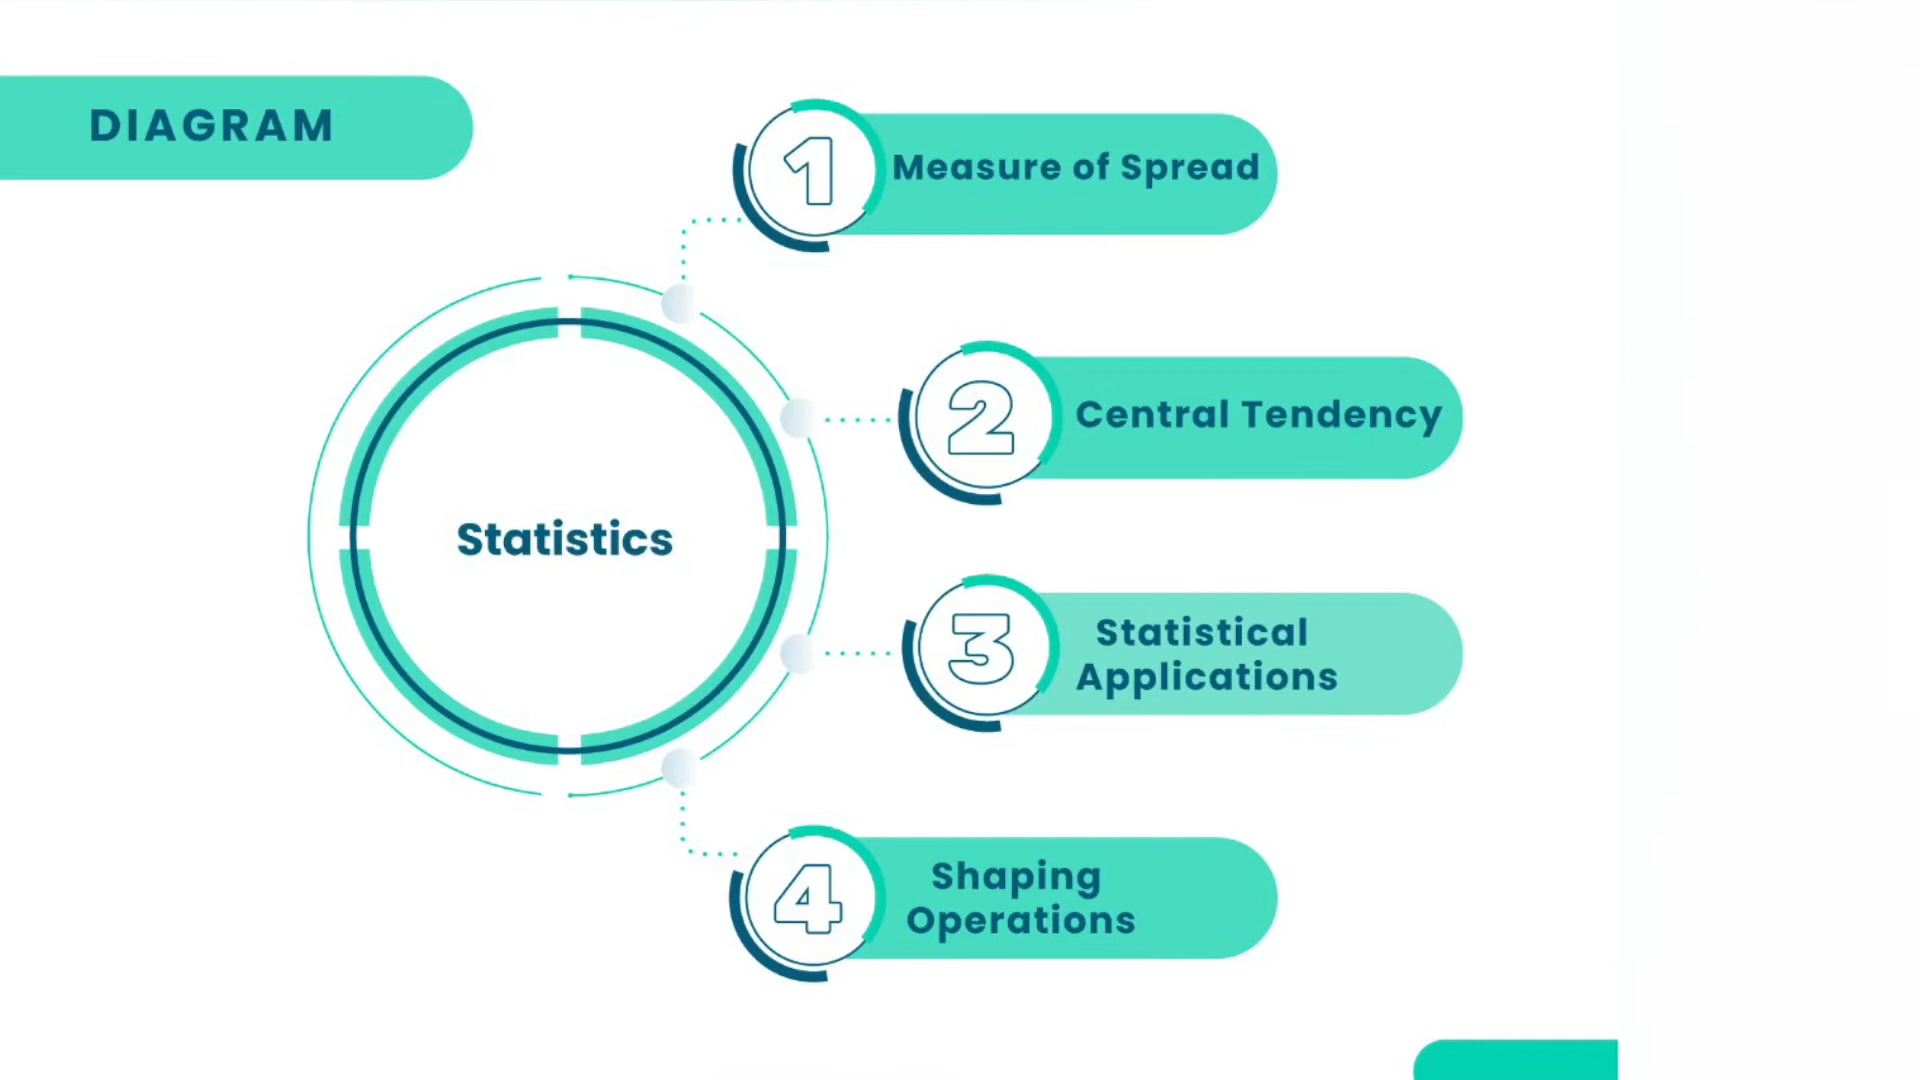 DIAGRAM
1
Measure of Spread
2
Central Tendency
Statistics
3
Statistical
Applications
4
Shaping
Operations